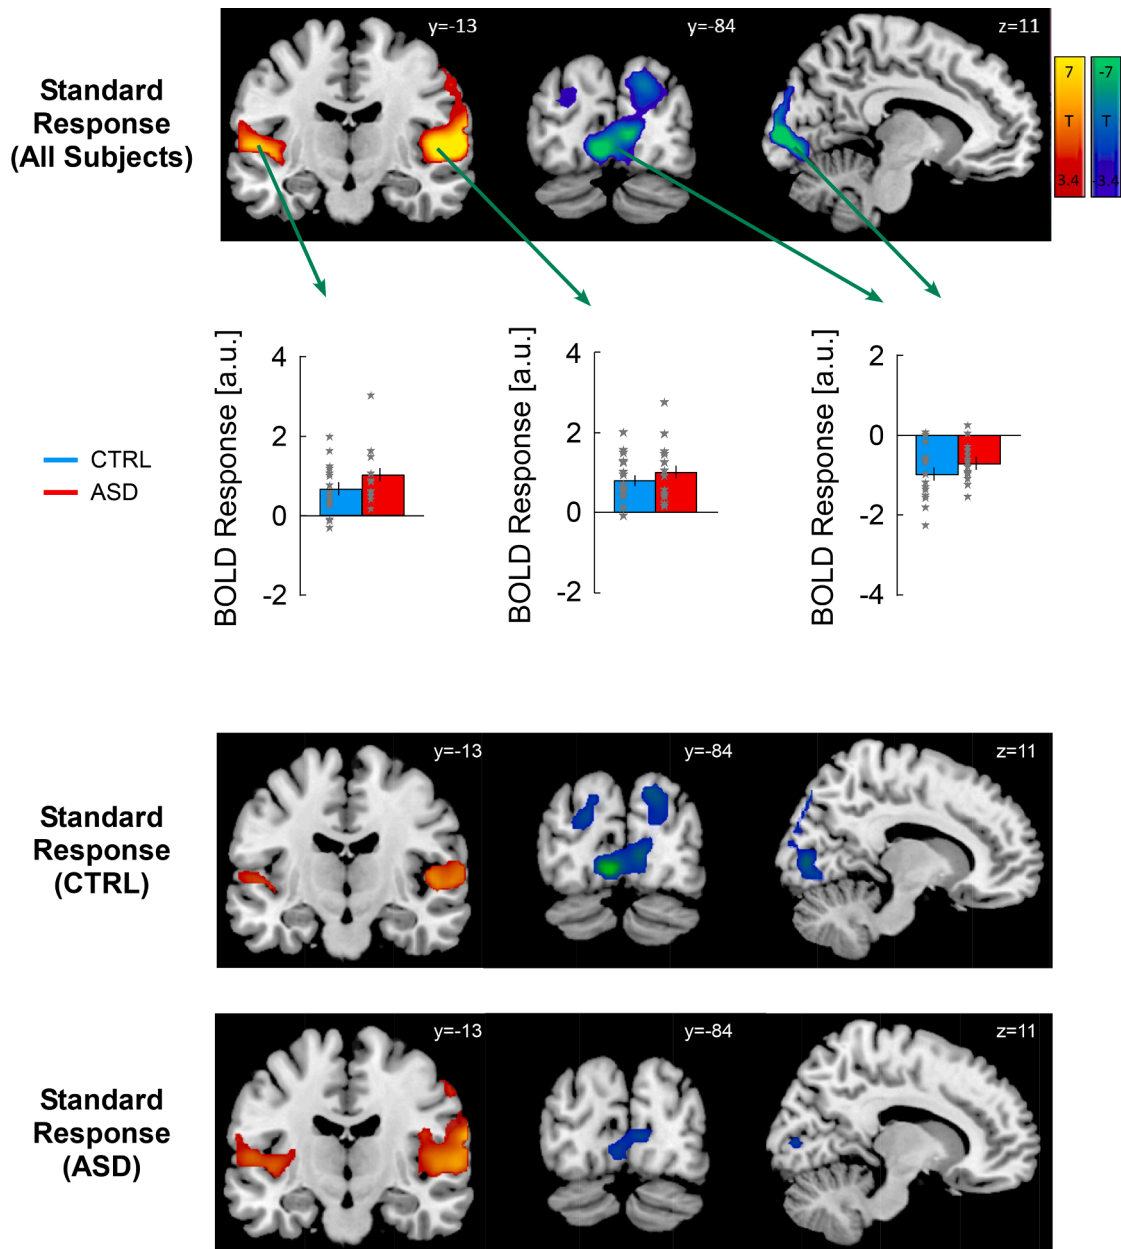 y=-13
y=-84
z=11
Standard
Response
(All Subjects)
7
T
3.4
-7
T
-3.4
BOLD Response [a.u.]
4
2
0
-2
BOLD Response [a.u.]
4
2
0
-2
BOLD Response [a.u.]
2
0
-2
-4
CTRL
ASD
y=-13
y=-84
z=11
Standard
Response
(CTRL)
y=-13
y=-84
z=11
Standard
Response
(ASD)